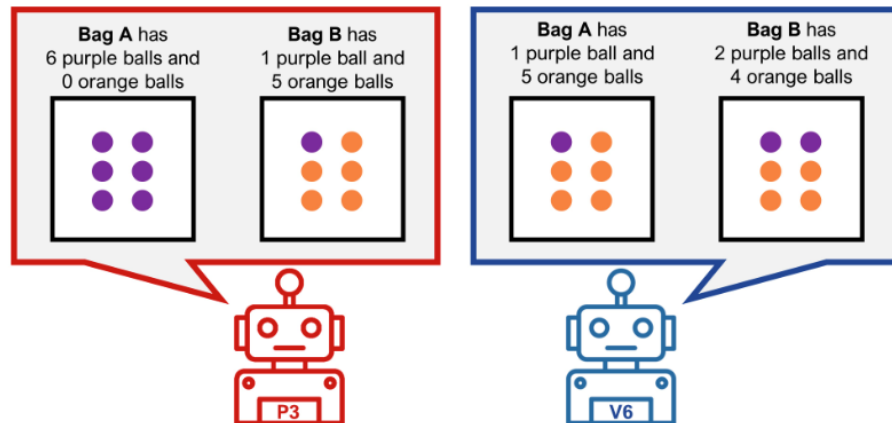 Bag A has
6 purple balls and
0 orange balls
Bag B has
1 purple ball and
5 orange balls
Bag A has
1 purple ball and
5 orange balls
Bag B has
2 purple balls and
4 orange balls
P3
V6